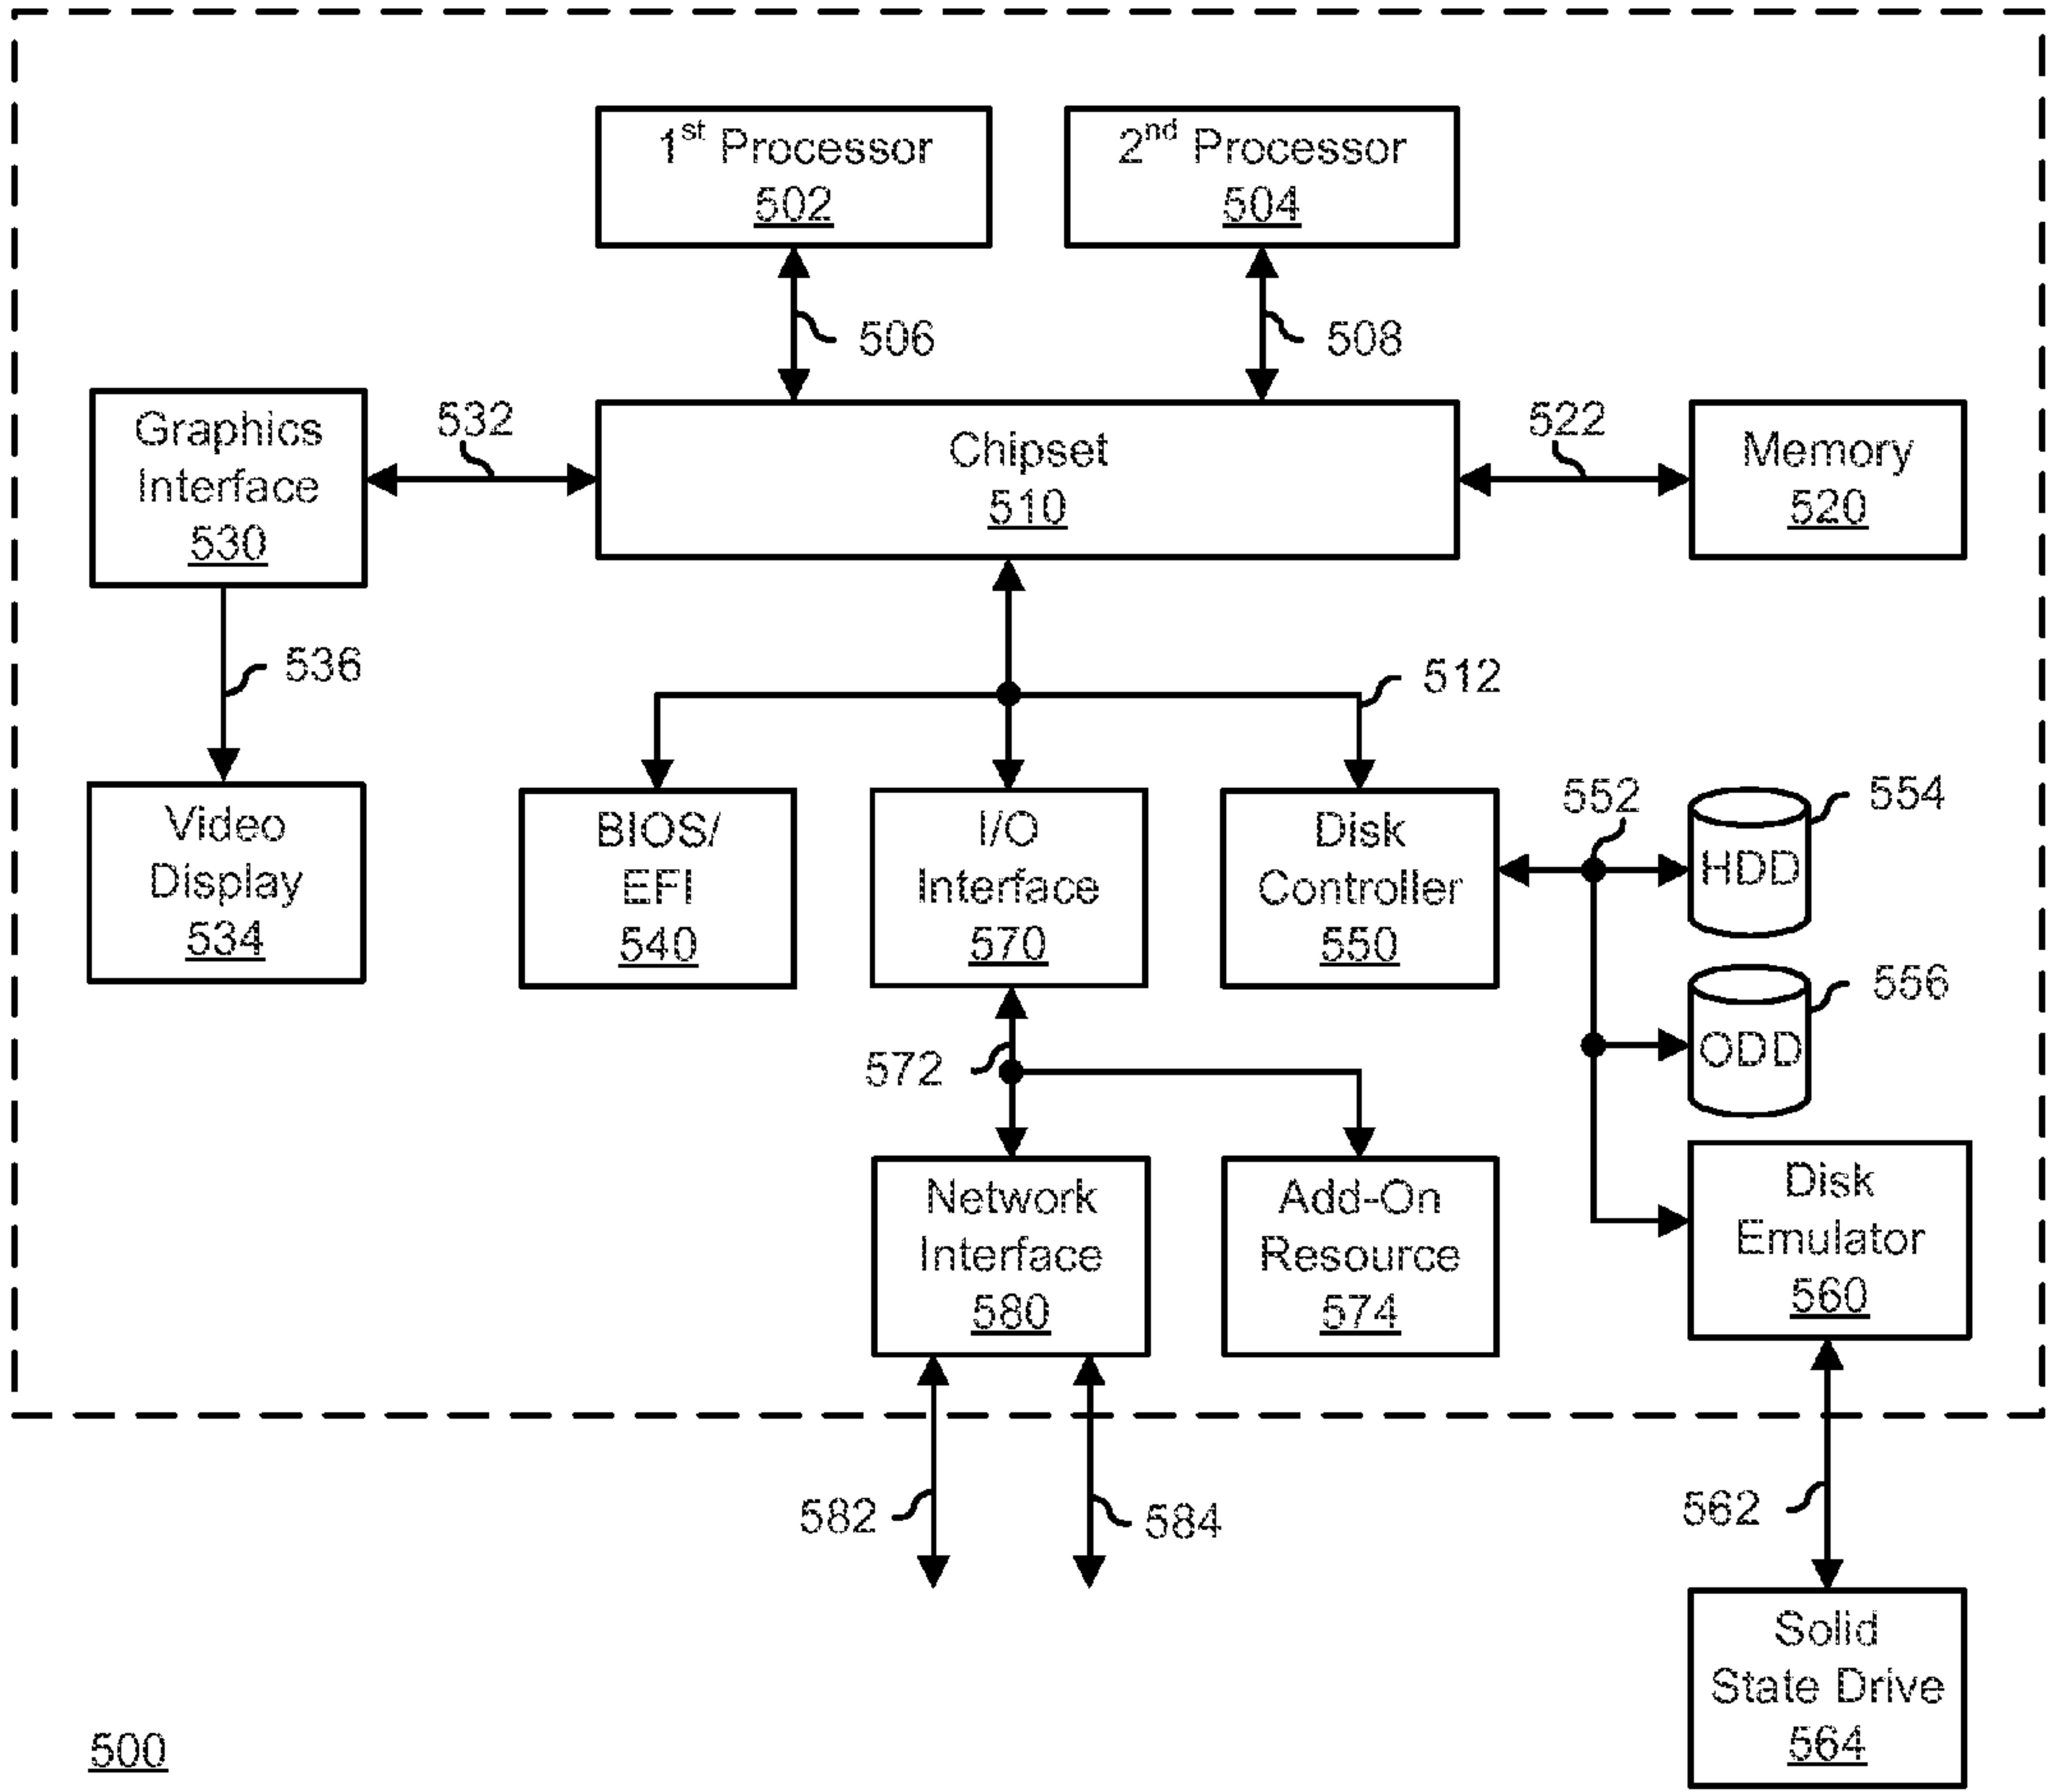 1st Processor
502
2nd Processor
504
506
508
Graphics
Interface
530
532
Chipset
510
522
Memory
520
536
512
Video
Display
534
BIOS/
EFI
540
I/O
Interface
570
Disk
Controller
550
552
HDD
554
ODD
556
572
Network
Interface
580
Add-On
Resource
574
Disk
Emulator
560
582
584
562
Solid
State Drive
564
500